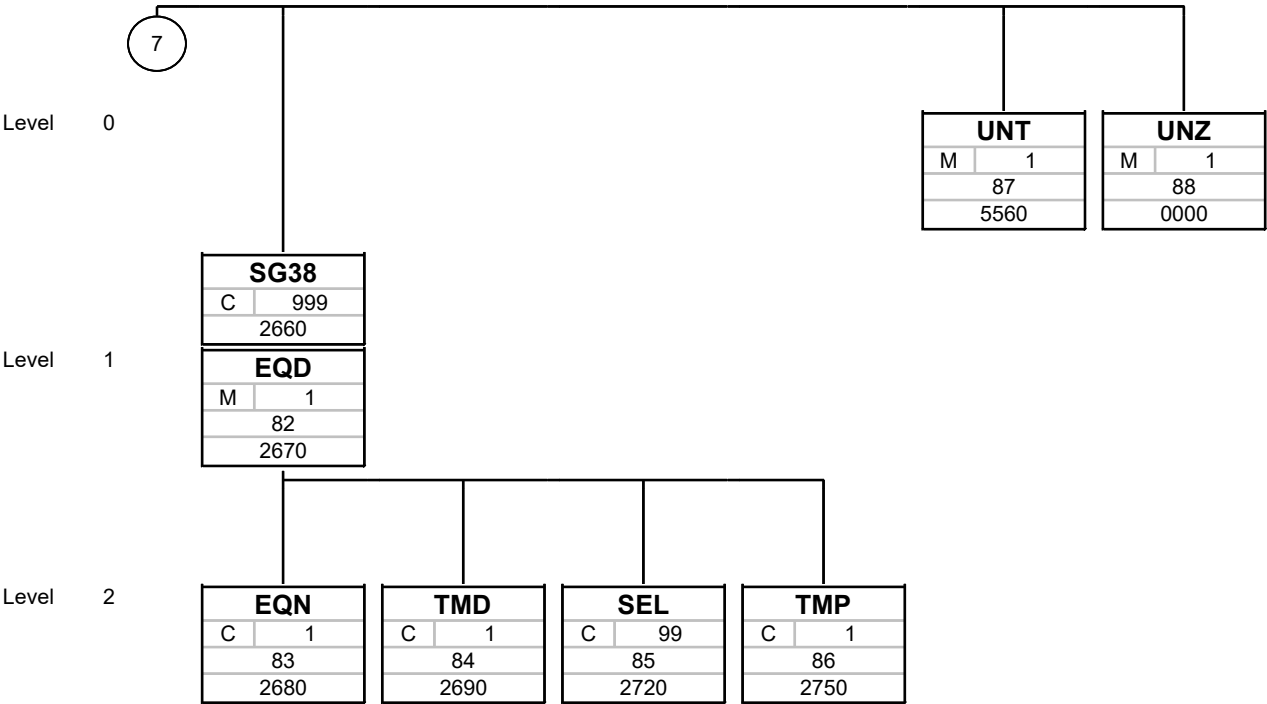 7
Level 0
UNT
M 1
87
5560
UNZ
M 1
88
0000
SG38
C 999
2660
Level 1
EQD
M 1
82
2670
Level 2
EQN
C 1
83
2680
TMD
C 1
84
2690
SEL
C 99
85
2720
TMP
C 1
86
2750